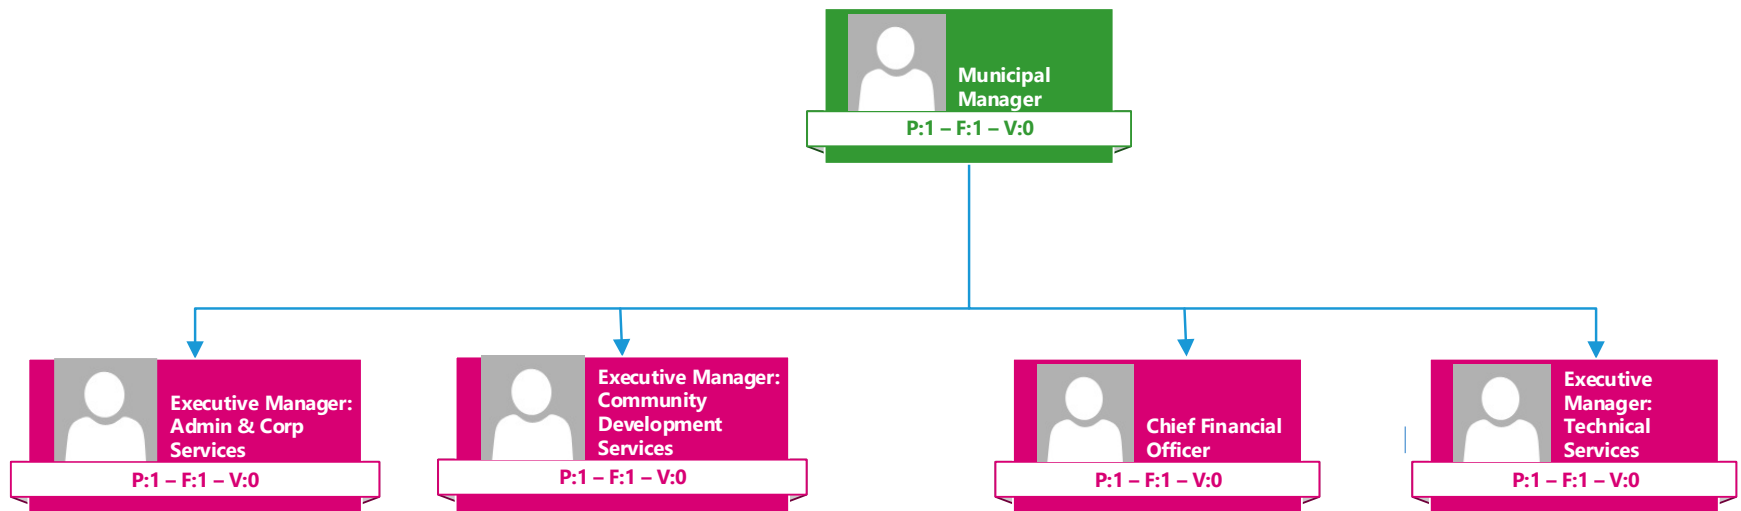 Municipal
Manager
P:1 – F:1 – V:0
Executive Manager:
Admin & Corp
Services
P:1 – F:1 – V:0
Executive Manager:
Community
Development
Services
P:1 – F:1 – V:0
Chief Financial
Officer
P:1 – F:1 – V:0
Executive
Manager:
Technical
Services
P:1 – F:1 – V:0